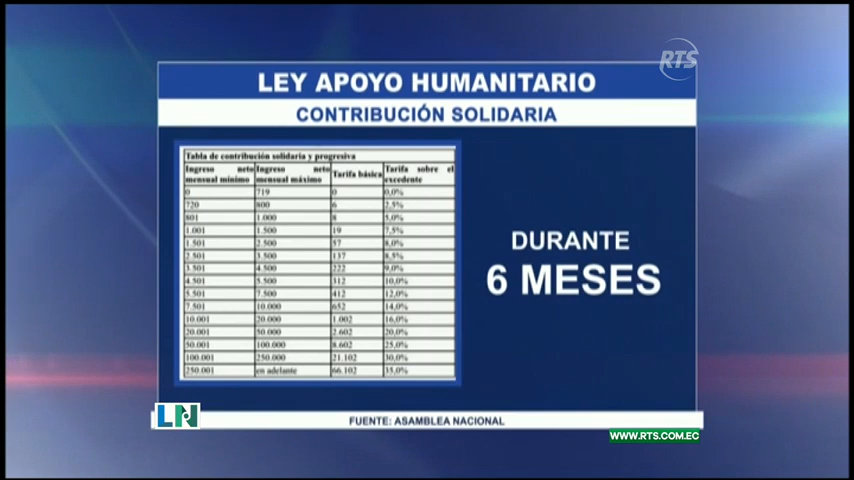 RTS
LEY APOYO HUMANITARIO
CONTRIBUCIÓN SOLIDARIA
Tabla de contribución solidaria y progresiva
Ingreso neto mensual mínimo Ingreso neto mensual máximo Tarifa básica Tarifa sobre el excedente
0 719 0 0,0%
720 800 6 2,5%
801 1.000 8 5,0%
1.001 1.500 19 7,5%
1.501 2.500 57 8,0%
2.501 3.500 137 8,5%
3.501 4.500 222 9,0%
4.501 5.500 312 10,0%
5.501 7.500 412 12,0%
7.501 10.000 652 14,0%
10.001 20.000 1.002 16,0%
20.001 50.000 2.602 20,0%
50.001 100.000 8.602 25,0%
100.001 250.000 21.102 30,0%
250.001 en adelante 66.102 35,0%
DURANTE
6 MESES
LN
FUENTE: ASAMBLEA NACIONAL
WWW.RTS.COM.EC